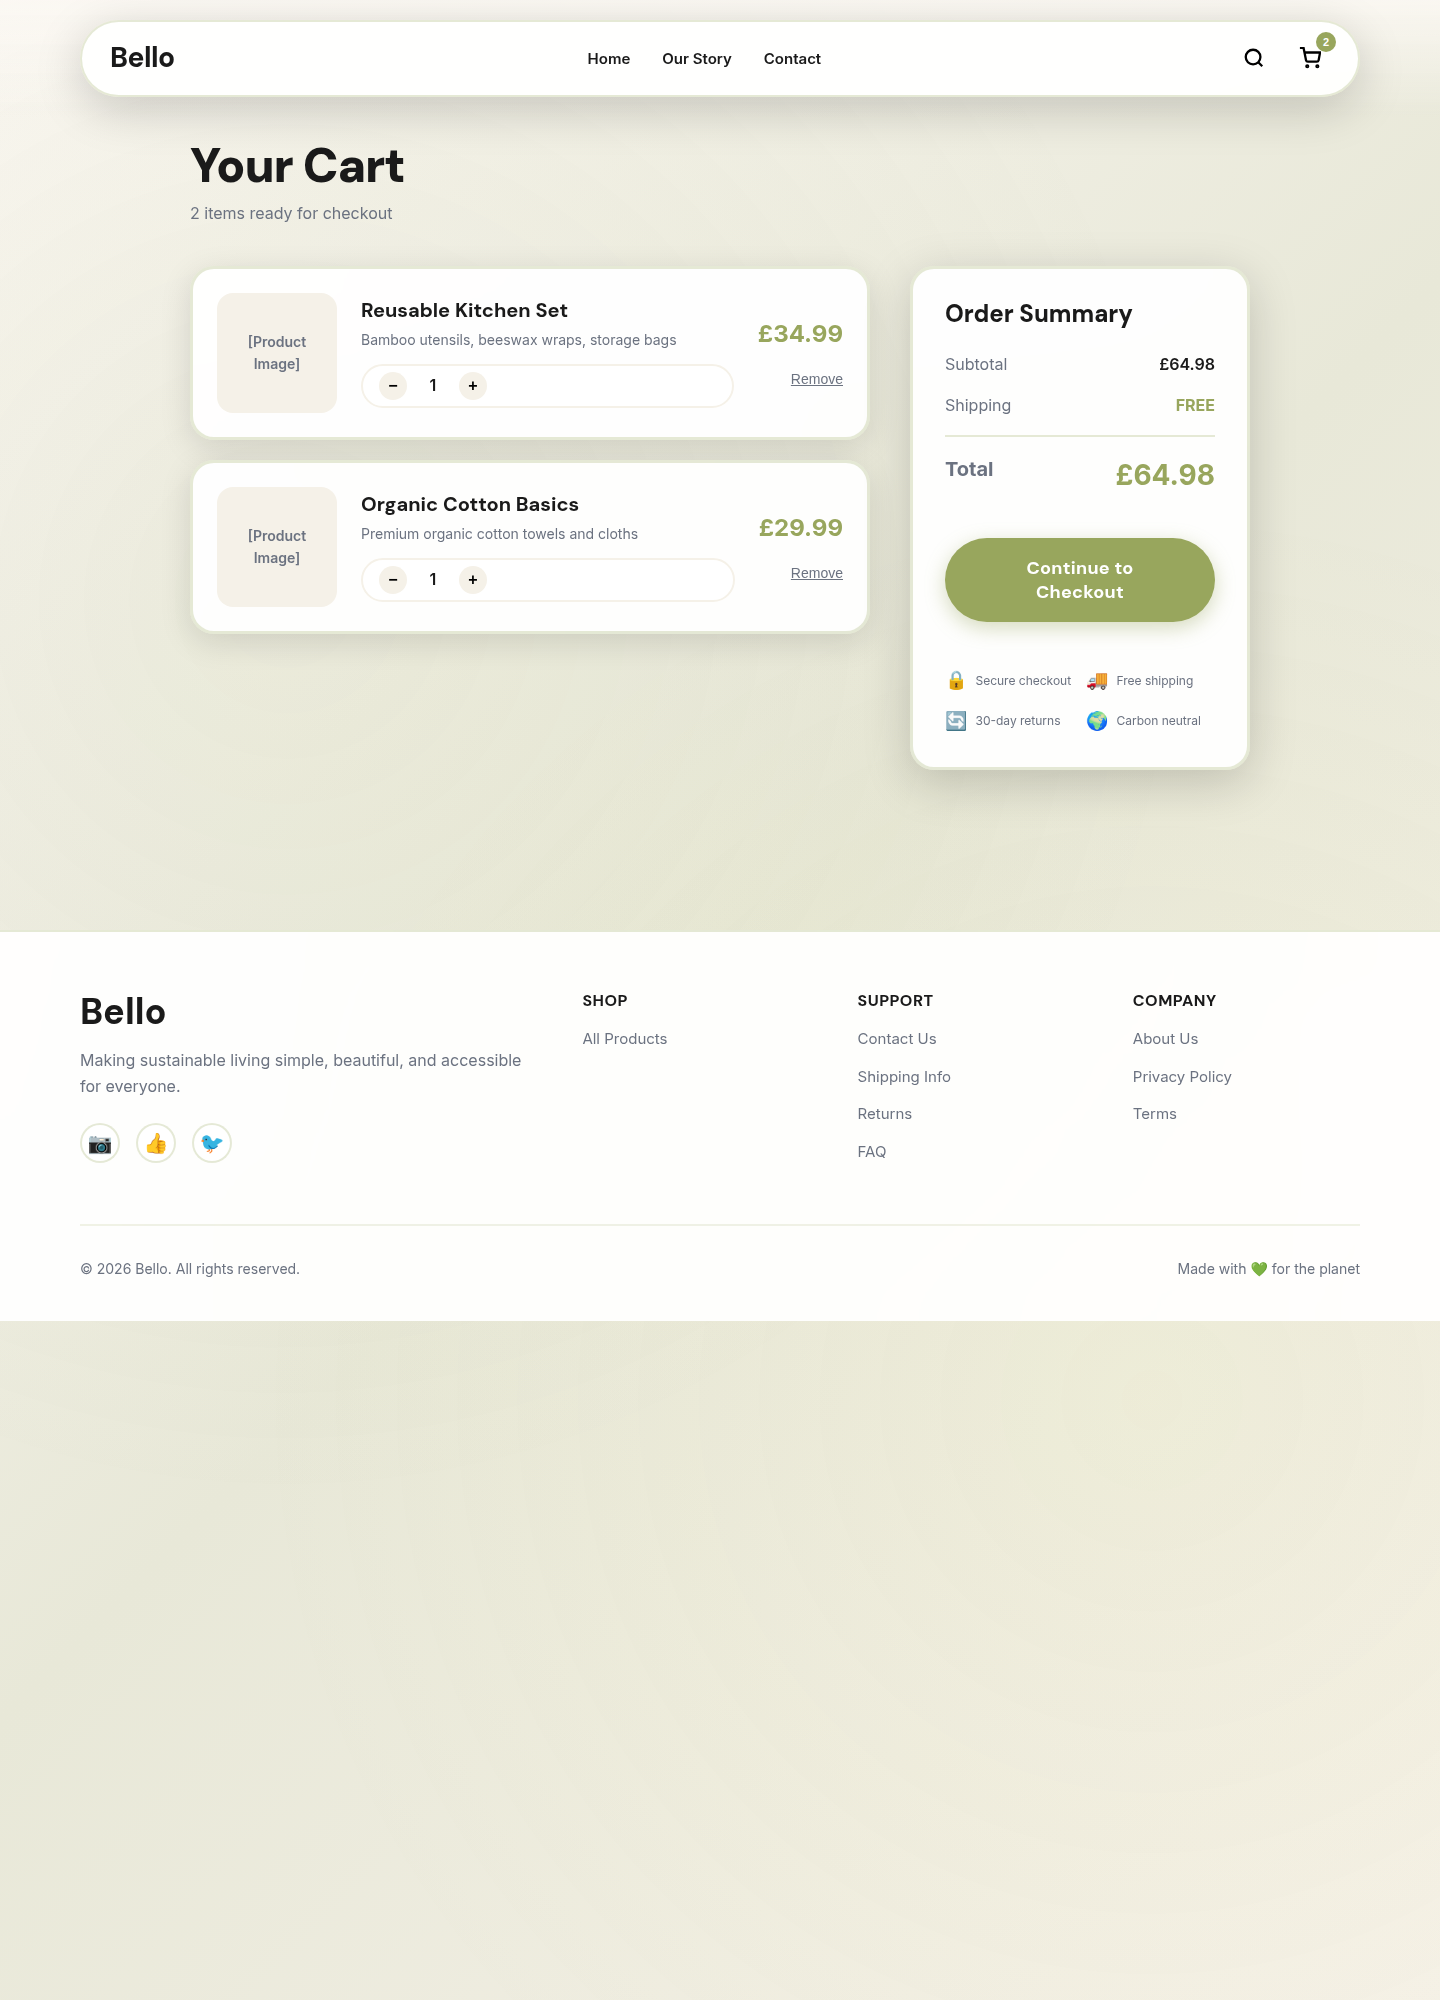 Bello
Home Our Story Contact
2
Your Cart
2 items ready for checkout
[Product
Image]
Reusable Kitchen Set
Bamboo utensils, beeswax wraps, storage bags
− 1 +
£34.99
Remove
[Product
Image]
Organic Cotton Basics
Premium organic cotton towels and cloths
− 1 +
£29.99
Remove
Order Summary
Subtotal £64.98
Shipping FREE
Total £64.98
Continue to
Checkout
🔒 Secure checkout 🚚 Free shipping
🔄 30-day returns 🌍 Carbon neutral
Bello
Making sustainable living simple, beautiful, and accessible
for everyone.
📷 👍 🐦
SHOP
All Products
SUPPORT
Contact Us
Shipping Info
Returns
FAQ
COMPANY
About Us
Privacy Policy
Terms
© 2026 Bello. All rights reserved.
Made with 💚 for the planet